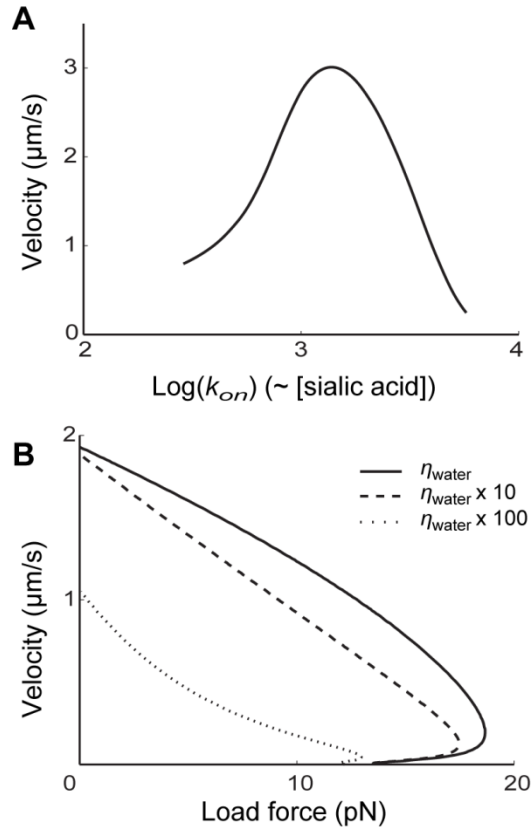 A
Velocity (µm/s)
3
2
1
0
2
3
4
Log(kon) (~ [sialic acid])
B
Velocity (µm/s)
2
1
ηwater
ηwater x 10
ηwater x 100
0
10
20
Load force (pN)